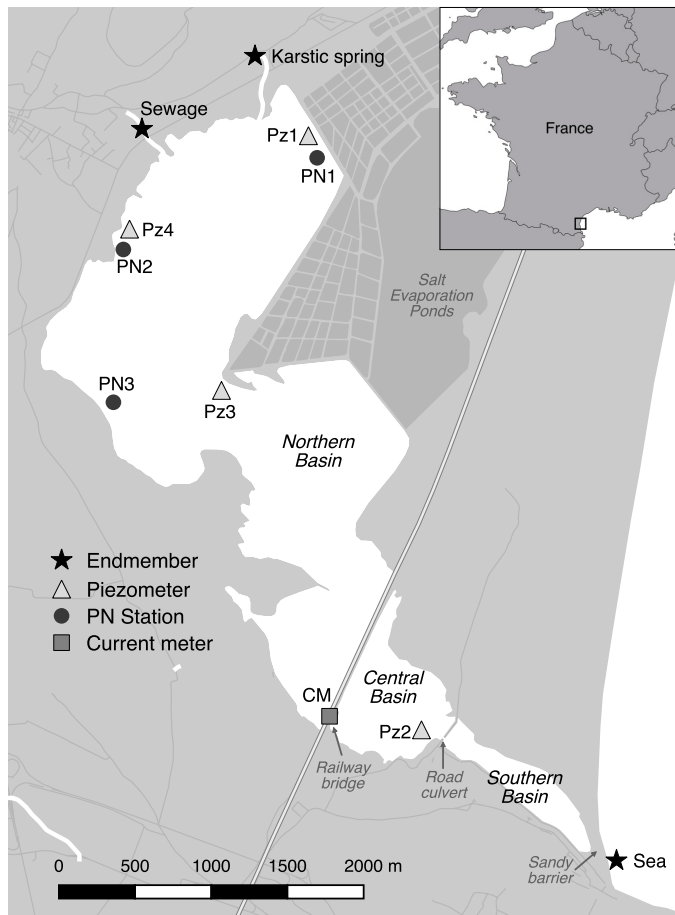 Karstic spring
Sewage
Pz1
PN1
France
Pz4
PN2
Salt
Evaporation
Ponds
PN3
Pz3
Northern
Basin
Endmember
Piezometer
PN Station
Current meter
CM
Central
Basin
Pz2
Railway
bridge
Road
culvert
Southern
Basin
Sandy
barrier
Sea
0 500 1000 1500 2000 m